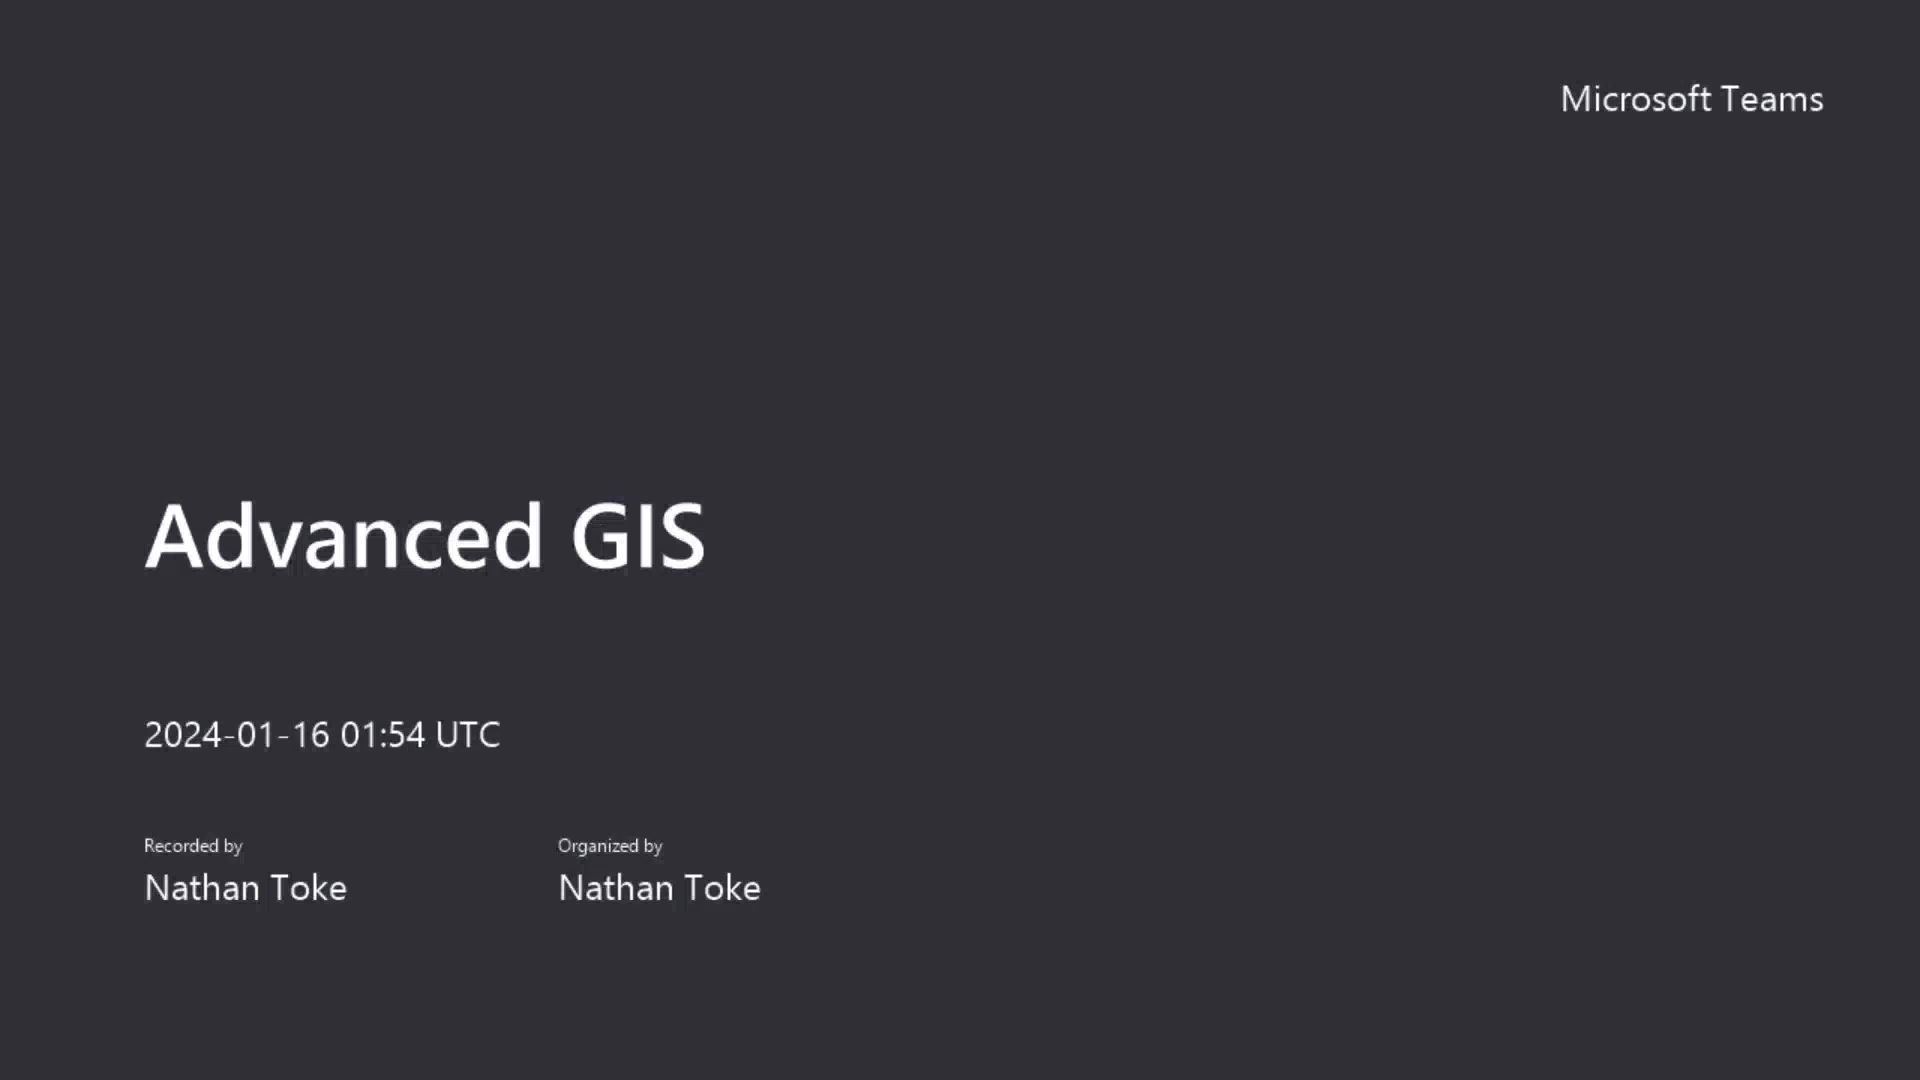 Microsoft Teams
Advanced GIS
2024-01-16 01:54 UTC
Recorded by
Nathan Toke
Organized by
Nathan Toke